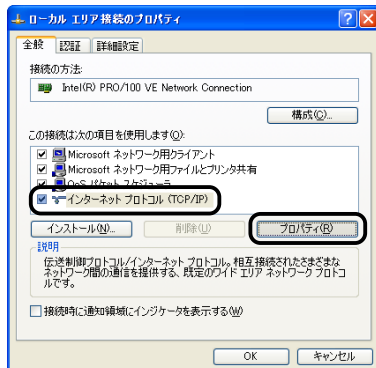 ローカル エリア接続のプロパティ
全般 認証 詳細設定
接続の方法:
Intel(R) PRO/100 VE Network Connection
構成(C)...
この接続は次の項目を使用します(O):
Microsoft ネットワーク用クライアント
Microsoft ネットワーク用ファイルとプリンタ共有
QoS パケット スケジューラ
インターネット プロトコル (TCP/IP)
インストール(N)... 削除(U) プロパティ(R)
説明
伝送制御プロトコル/インターネット プロトコル。相互接続されたさまざまな
ネットワーク間の通信を提供する、既定のワイド エリア ネットワーク プロトコ
ルです。
接続時に通知領域にインジケータを表示する(W)
OK キャンセル